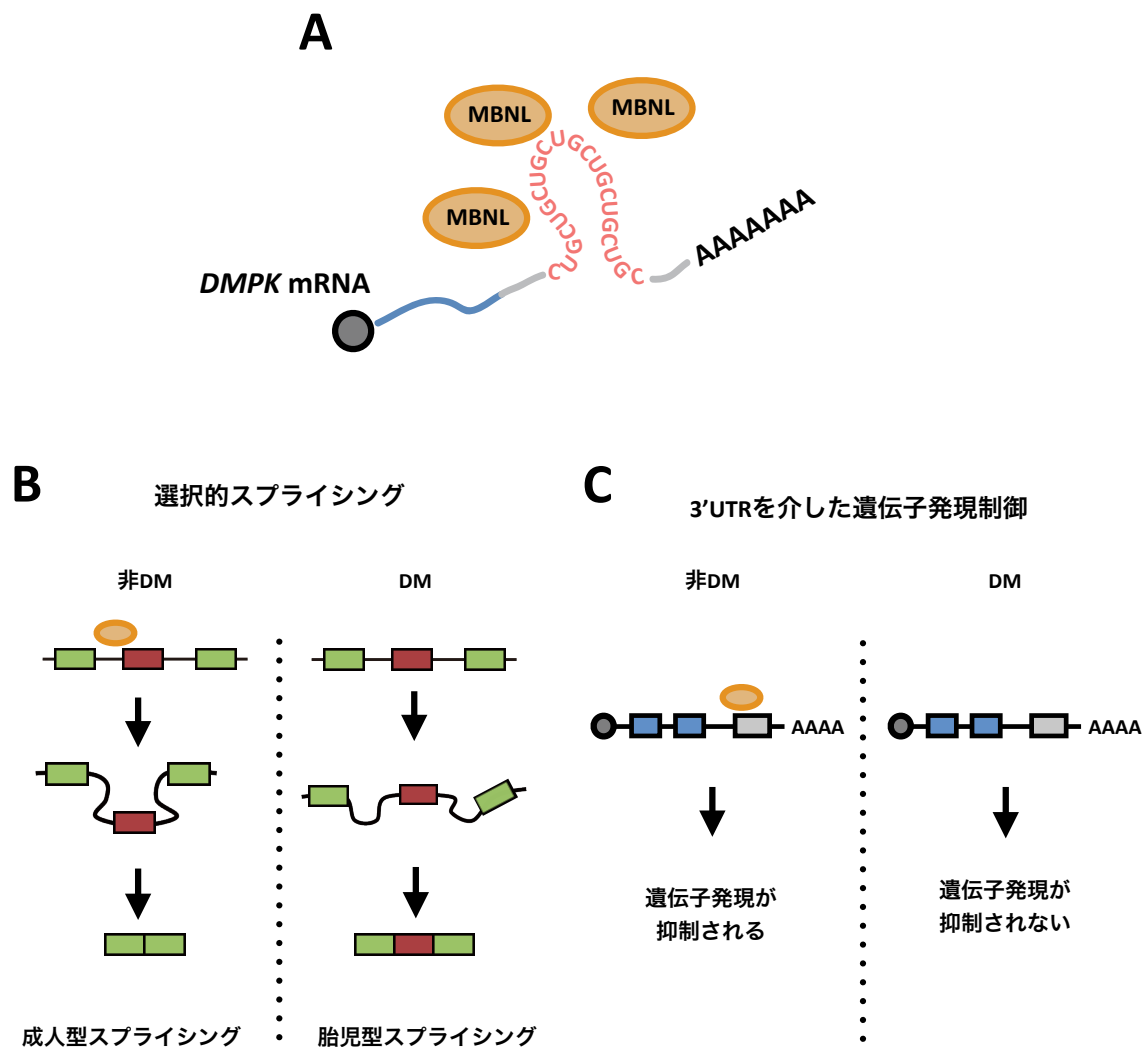 A
MBNL
MBNL
MBNL
CUGCUGCUGCUGCUGCUGCUGCUGCUGC
AAAAAAA
DMPK mRNA
B
選択的スプライシング
非DM
DM
成人型スプライシング
胎児型スプライシング
C
3'UTRを介した遺伝子発現制御
非DM
DM
AAAA
AAAA
遺伝子発現が
抑制される
遺伝子発現が
抑制されない